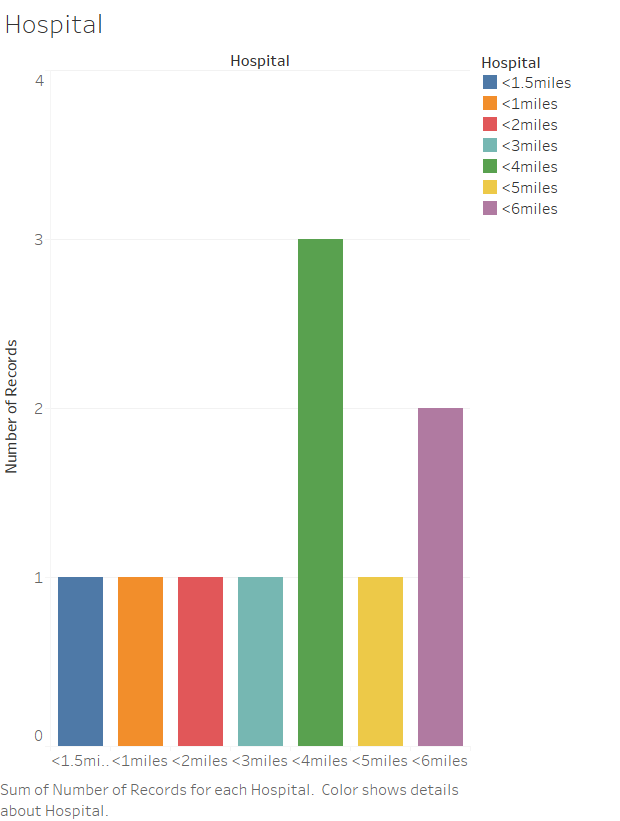 Hospital
Hospital
4
3
2
1
0
Number of Records
<1.5mi.. <1miles <2miles <3miles <4miles <5miles <6miles
Hospital
<1.5miles
<1miles
<2miles
<3miles
<4miles
<5miles
<6miles
Sum of Number of Records for each Hospital. Color shows details
about Hospital.